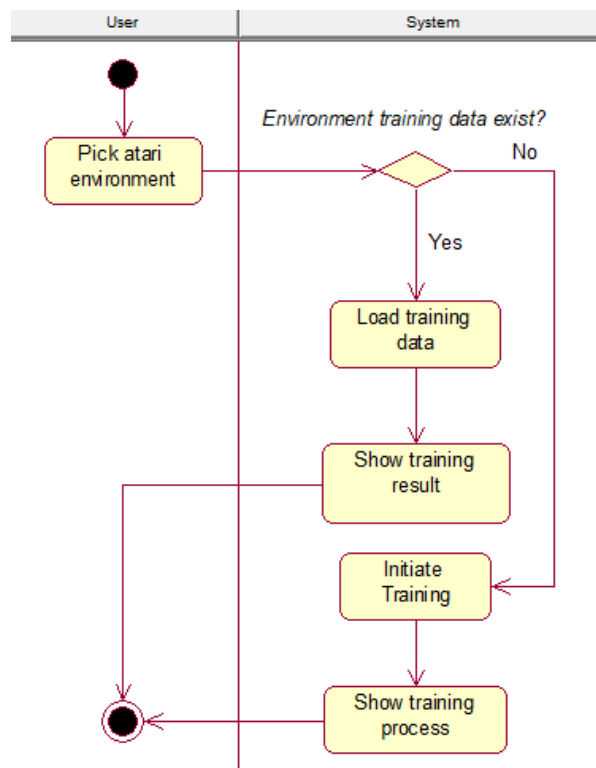 User
System
Environment training data exist?
Pick atari
environment
No
Yes
Load training
data
Show training
result
Initiate
Training
Show training
process